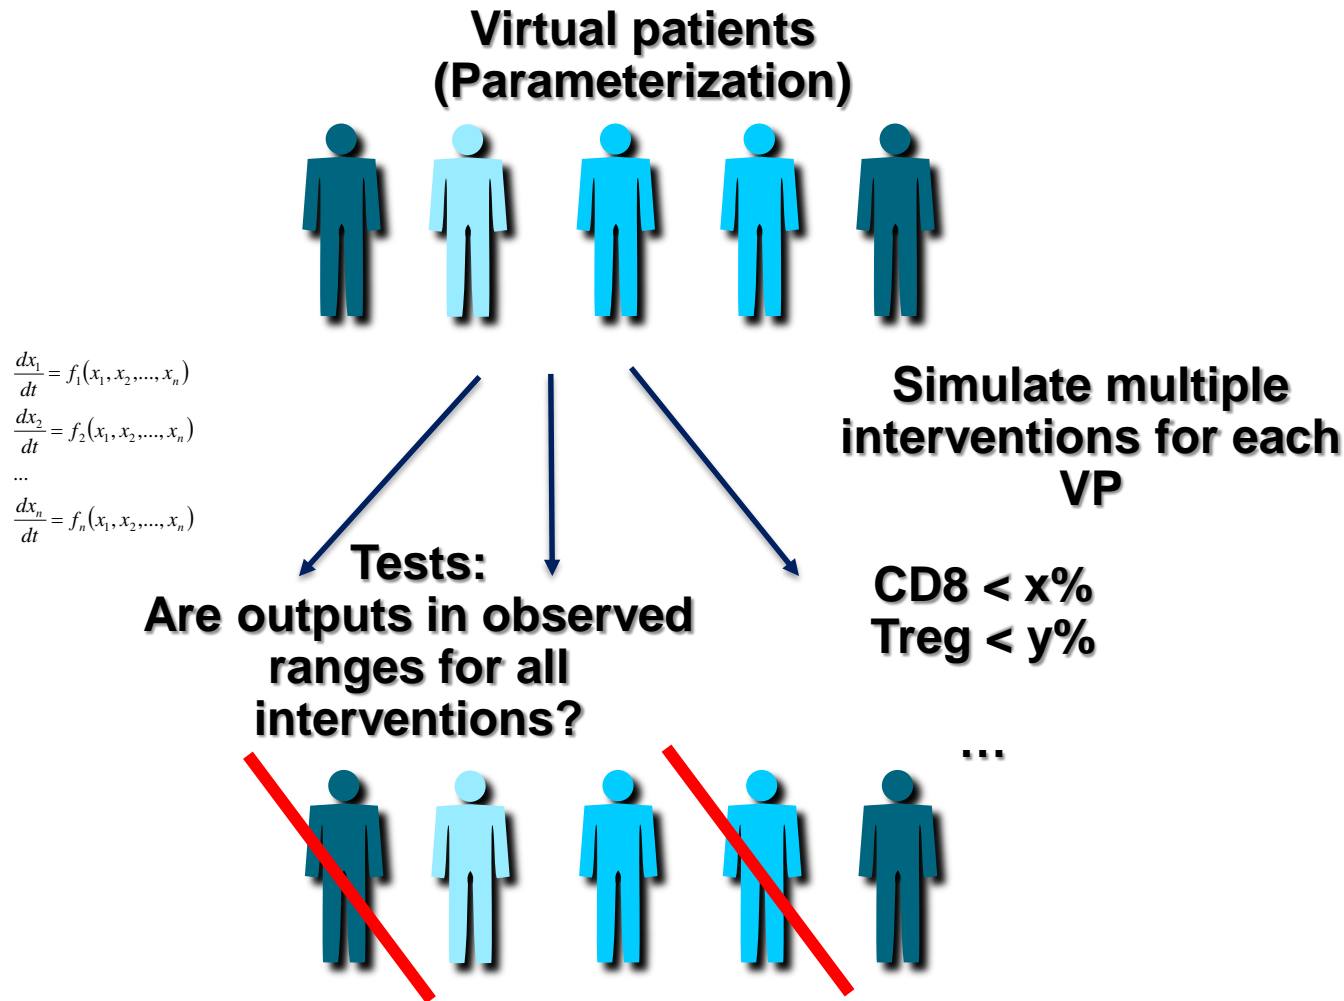 Virtual patients
(Parameterization)
dx₁/dt = f₁(x₁, x₂,..., xₙ)
dx₂/dt = f₂(x₁, x₂,..., xₙ)
...
dxₙ/dt = fₙ(x₁, x₂,..., xₙ)
Simulate multiple
interventions for each
VP
Tests:
Are outputs in observed
ranges for all
interventions?
CD8 < x%
Treg < y%
...